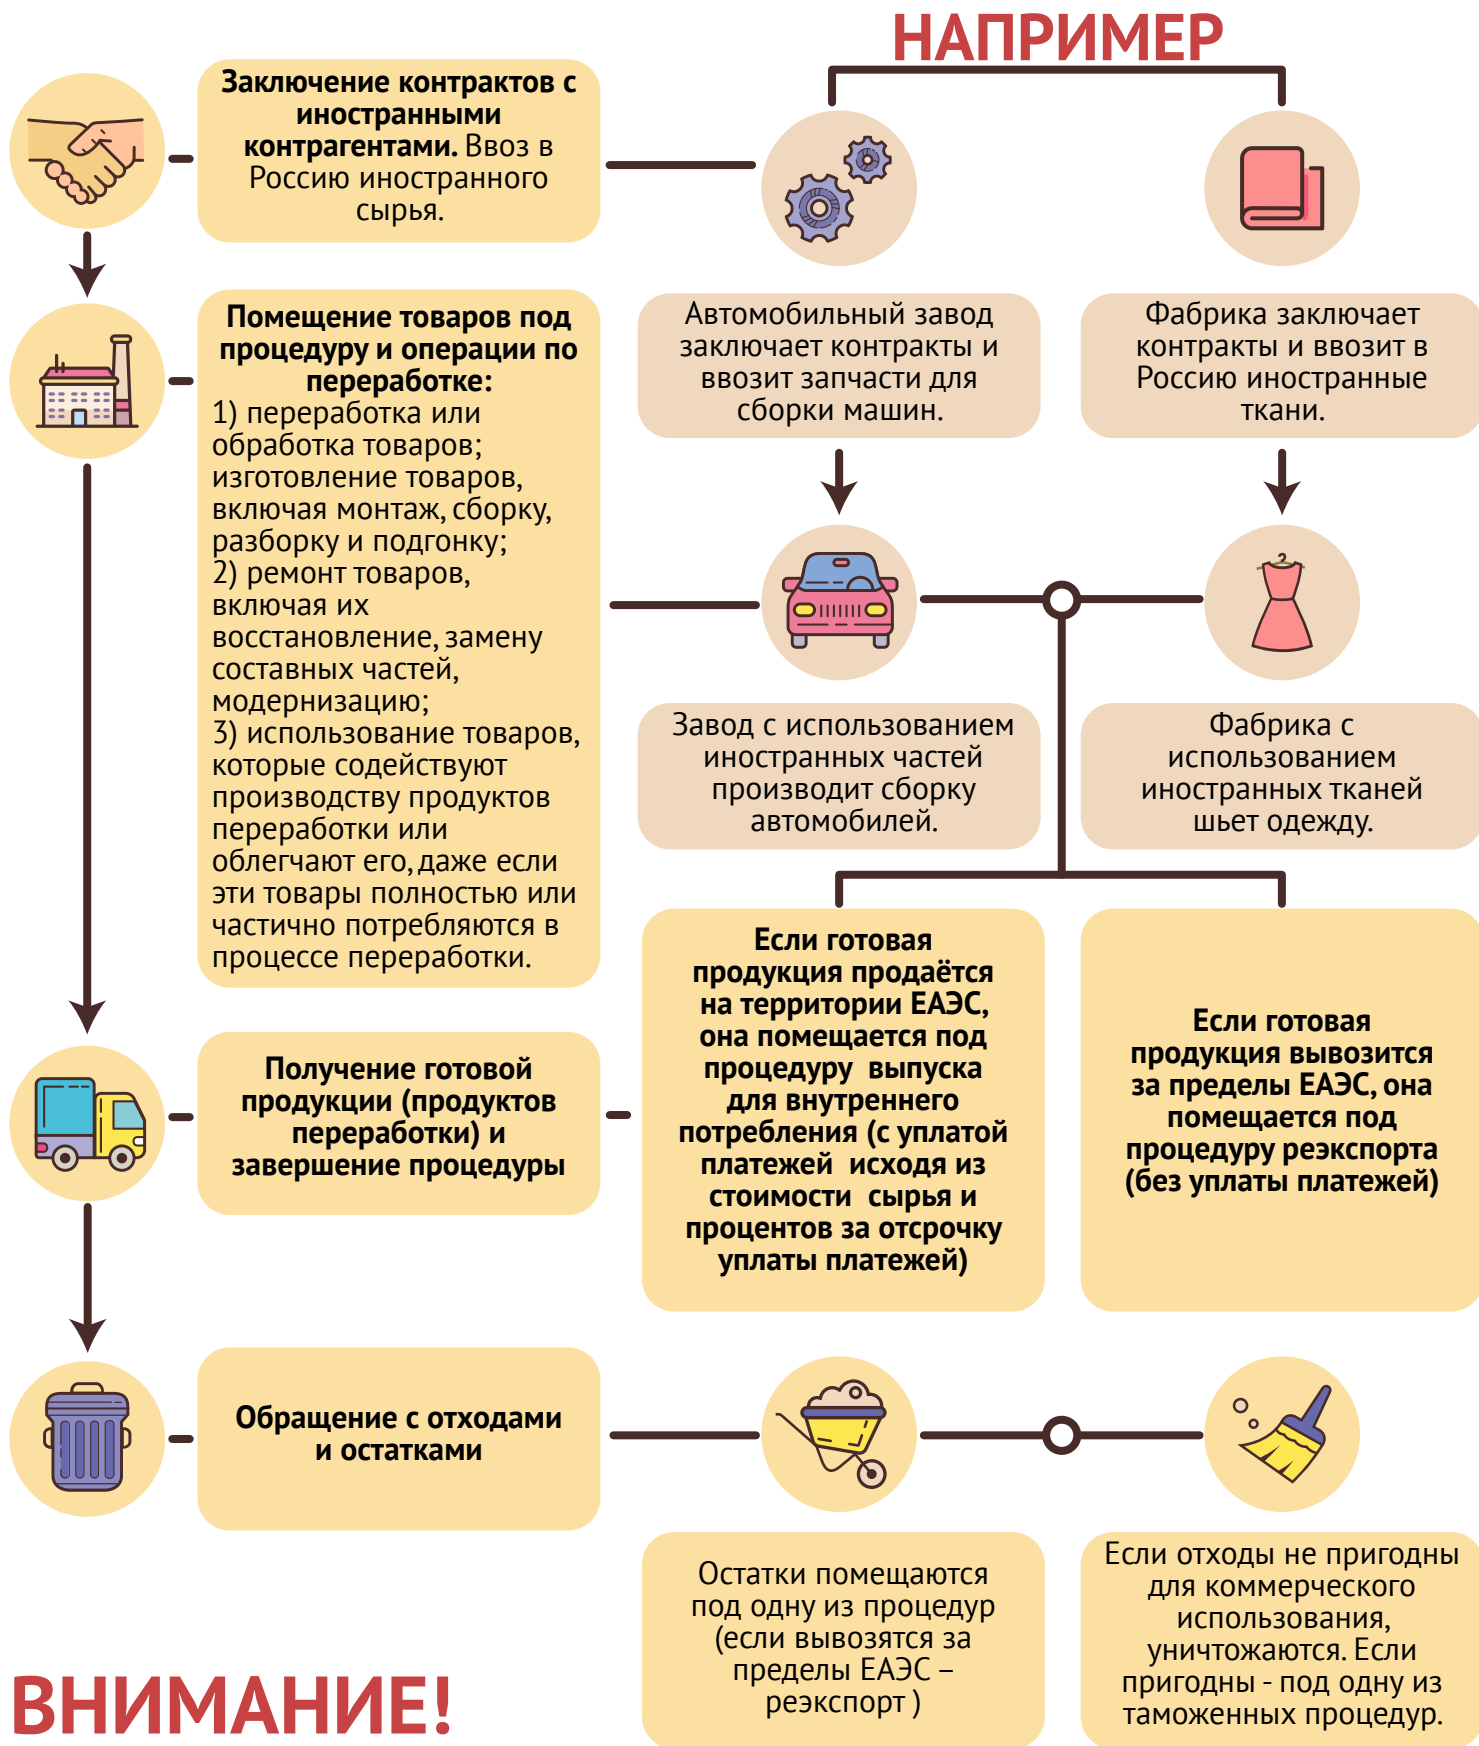 НАПРИМЕР
Заключение контрактов с
иностранными
контрагентами. Ввоз в
Россию иностранного
сырья.
Автомобильный завод
заключает контракты и
ввозит запчасти для
сборки машин.
Фабрика заключает
контракты и ввозит в
Россию иностранные
ткани.
Помещение товаров под
процедуру и операции по
переработке:
1) переработка или
обработка товаров;
изготовление товаров,
включая монтаж, сборку,
разборку и подгонку;
2) ремонт товаров,
включая их
восстановление, замену
составных частей,
модернизацию;
3) использование товаров,
которые содействуют
производству продуктов
переработки или
облегчают его, даже если
эти товары полностью или
частично потребляются в
процессе переработки.
Завод с использованием
иностранных частей
производит сборку
автомобилей.
Фабрика с
использованием
иностранных тканей
шьет одежду.
Получение готовой
продукции (продуктов
переработки) и
завершение процедуры
Если готовая
продукция продаётся
на территории ЕАЭС,
она помещается под
процедуру выпуска
для внутреннего
потребления (с уплатой
платежей исходя из
стоимости сырья и
процентов за отсрочку
уплаты платежей)
Если готовая
продукция вывозится
за пределы ЕАЭС, она
помещается под
процедуру реэкспорта
(без уплаты платежей)
Обращение с отходами
и остатками
Остатки помещаются
под одну из процедур
(если вывозятся за
пределы ЕАЭС –
реэкспорт )
Если отходы не пригодны
для коммерческого
использования,
уничтожаются. Если
пригодны - под одну из
таможенных процедур.
ВНИМАНИЕ!